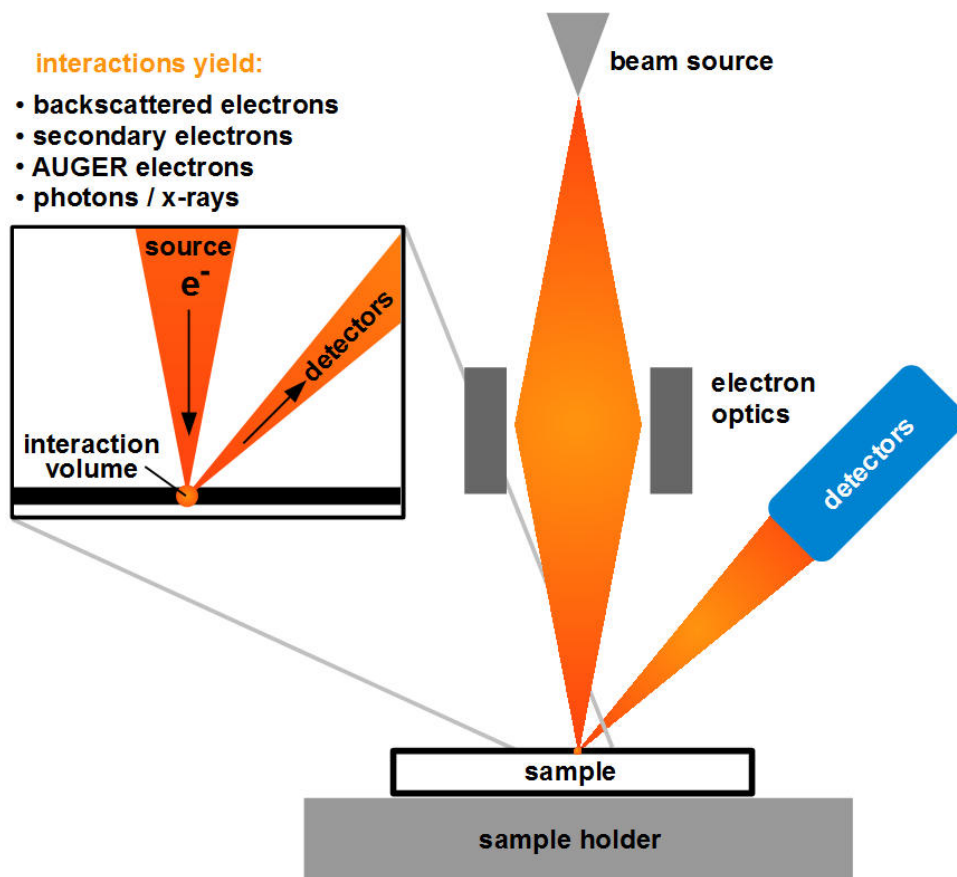 interactions yield:
• backscattered electrons
• secondary electrons
• AUGER electrons
• photons / x-rays
source
e-
detectors
interaction
volume
beam source
electron
optics
detectors
sample
sample holder